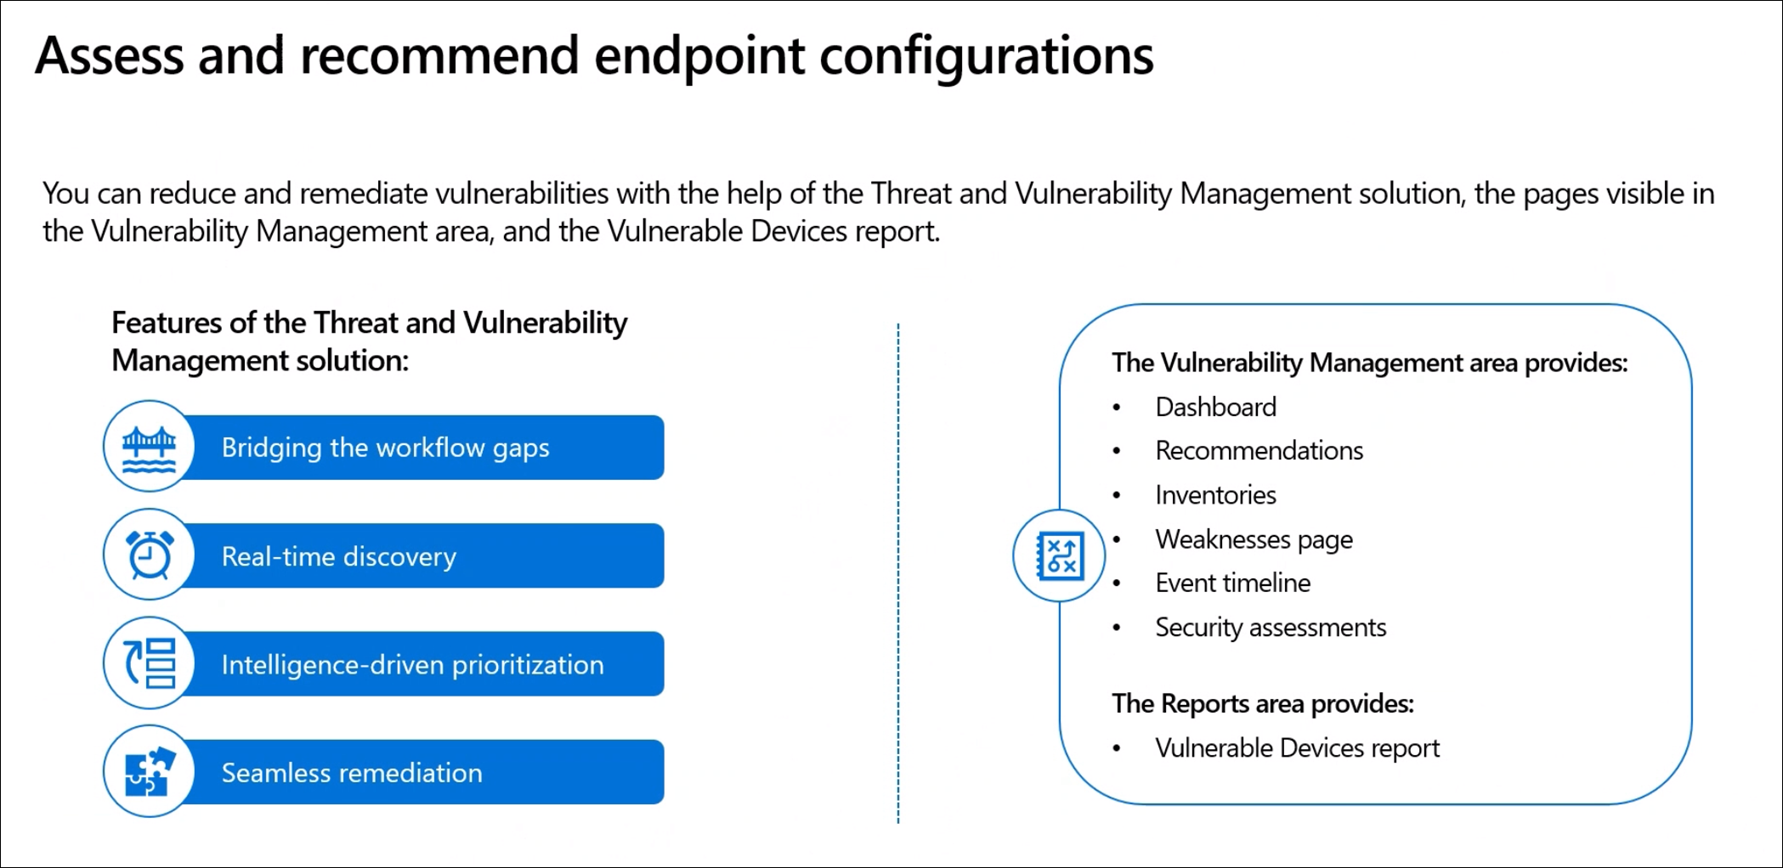 Assess and recommend endpoint configurations
You can reduce and remediate vulnerabilities with the help of the Threat and Vulnerability Management solution, the pages visible in
the Vulnerability Management area, and the Vulnerable Devices report.
Features of the Threat and Vulnerability
Management solution:
Bridging the workflow gaps
Real-time discovery
Intelligence-driven prioritization
Seamless remediation
The Vulnerability Management area provides:
• Dashboard
• Recommendations
• Inventories
• Weaknesses page
• Event timeline
• Security assessments
The Reports area provides:
• Vulnerable Devices report